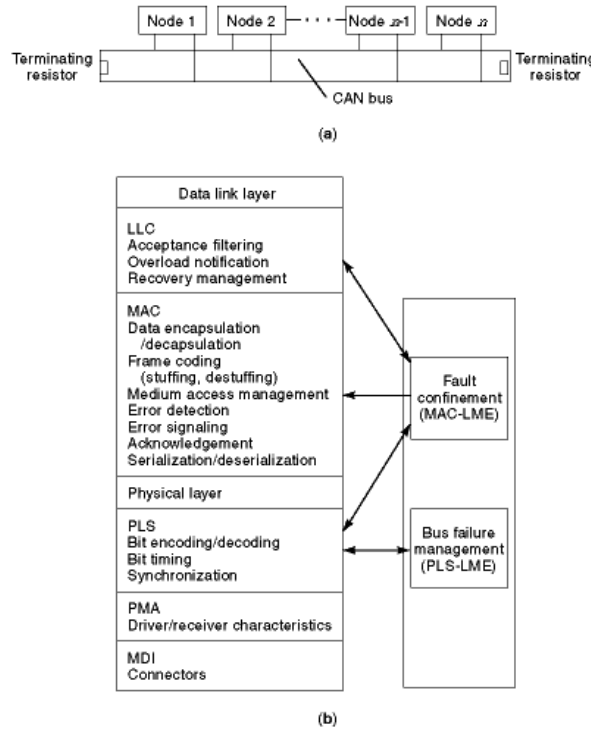 Node 1
Node 2
Node n-1
Node n
Terminating
resistor
Terminating
resistor
CAN bus
(a)
Data link layer
LLC
Acceptance filtering
Overload notification
Recovery management
MAC
Data encapsulation
/decapsulation
Frame coding
(stuffing, destuffing)
Medium access management
Error detection
Error signaling
Acknowledgement
Serialization/deserialization
Fault
confinement
(MAC-LME)
Physical layer
PLS
Bit encoding/decoding
Bit timing
Synchronization
Bus failure
management
(PLS-LME)
PMA
Driver/receiver characteristics
MDI
Connectors
(b)